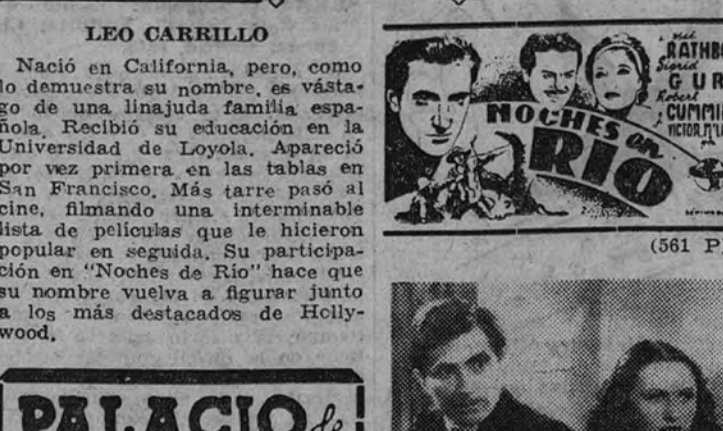 LEO CARRILLO
Nació en California, pero, como
lo demuestra su nombre, es vásta-
go de una linajuda familia espa-
ñola. Recibió su educación en la
Universidad de Loyola. Apareció
por vez primera en las tablas en
San Francisco. Más tarre pasó al
cine, filmando una interminable
lista de películas que le hicieron
popular en seguida. Su participa-
ción en "Noches de Río" hace que
su nombre vuelva a figurar junto
a los más destacados de Holly-
wood.
PALACIO de
RATHB
Sigrid
GUR
Robert
CUMMI
VICTOR
NOCHES en
RIO
(561 P